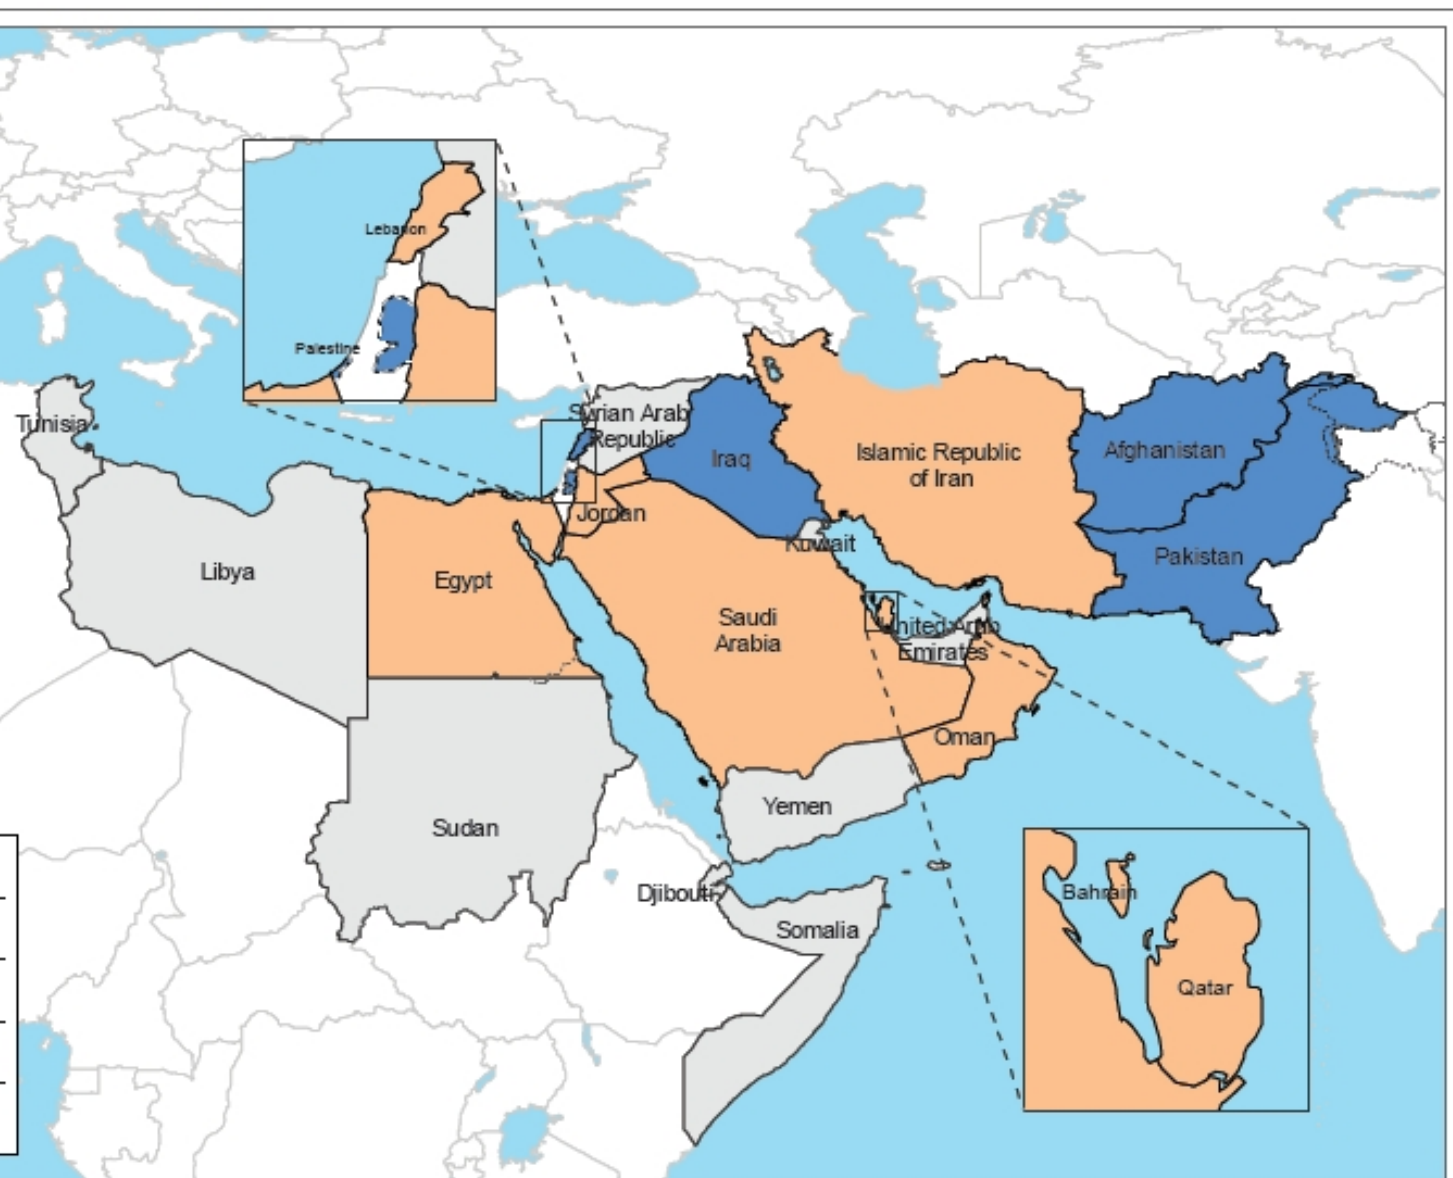 Lebanon
Palestine
Tunisia
Syrian Arab
Republic
Iraq
Islamic Republic
of Iran
Afghanistan
Jordan
Kuwait
Pakistan
Libya
Egypt
Saudi
Arabia
United Arab
Emirates
Oman
Yemen
Sudan
Djibouti
Somalia
Bahrain
Qatar